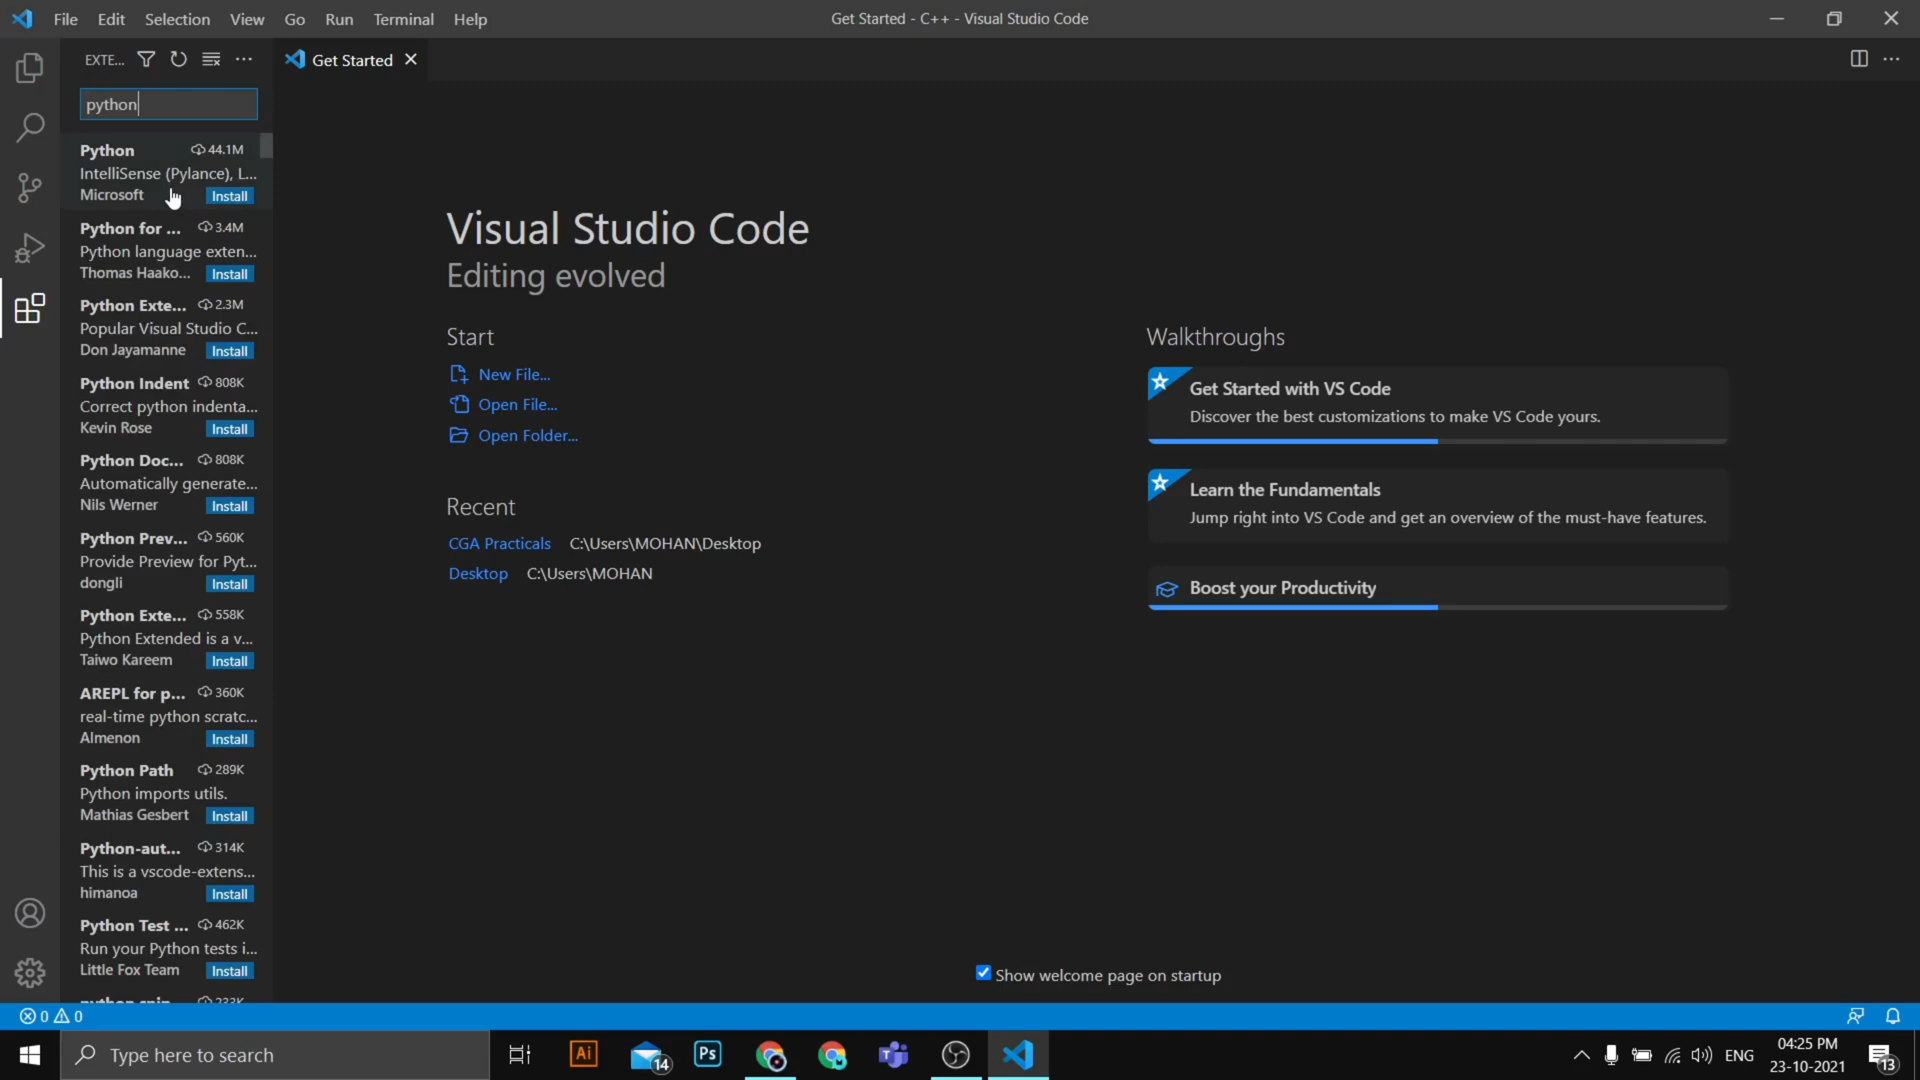 File Edit Selection View Go Run Terminal Help
Get Started - C++ - Visual Studio Code
EXTE...
Get Started
python
Python 44.1M
IntelliSense (Pylance), L...
Microsoft Install
Python for ... 3.4M
Python language exten...
Thomas Haako... Install
Python Exte... 2.3M
Popular Visual Studio C...
Don Jayamanne Install
Python Indent 808K
Correct python indenta...
Kevin Rose Install
Python Doc... 808K
Automatically generate...
Nils Werner Install
Python Prev... 560K
Provide Preview for Pyt...
dongli Install
Python Exte... 558K
Python Extended is a v...
Taiwo Kareem Install
AREPL for p... 360K
real-time python scratc...
Almenon Install
Python Path 289K
Python imports utils.
Mathias Gesbert Install
Python-aut... 314K
This is a vscode-extens...
himanoa Install
Python Test ... 462K
Run your Python tests i...
Little Fox Team Install
Visual Studio Code
Editing evolved
Start
New File...
Open File...
Open Folder...
Recent
CGA Practicals C:\Users\MOHAN\Desktop
Desktop C:\Users\MOHAN
Walkthroughs
Get Started with VS Code
Discover the best customizations to make VS Code yours.
Learn the Fundamentals
Jump right into VS Code and get an overview of the must-have features.
Boost your Productivity
Show welcome page on startup
0 0
Type here to search
Ai
14
Ps
ENG
04:25 PM
23-10-2021
13